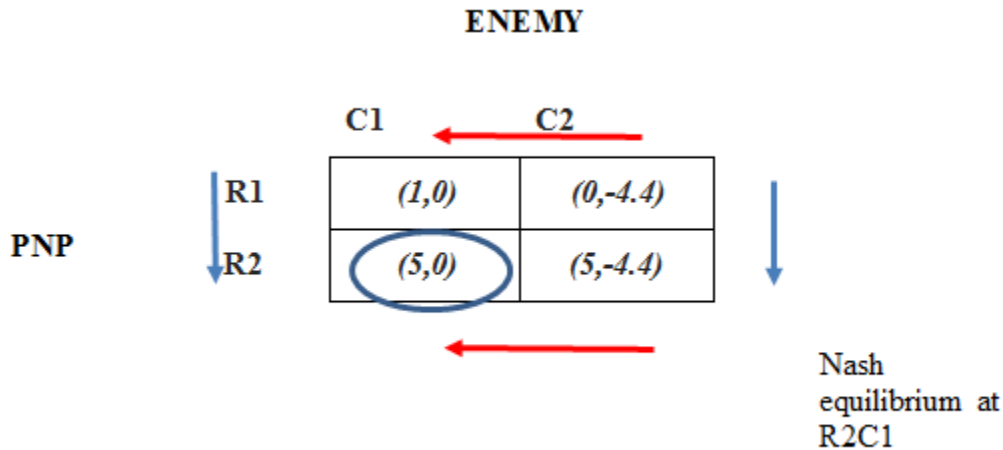 ENEMY
C1 C2
R1 (1,0) (0,-4.4)
PNP
R2 (5,0) (5,-4.4)
Nash
equilibrium at
R2C1